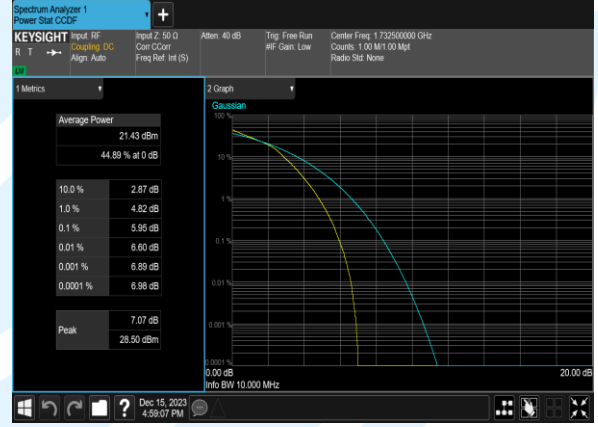 Spectrum Analyzer 1
Power Stat CCDF
KEYSIGHT
R T
LV
Input: RF
Coupling: DC
Align: Auto
Input Z: 50 Ω
Corr CCorr
Freq Ref: Int (S)
Atten: 40 dB
Trig: Free Run
#IF Gain: Low
Center Freq: 1.732500000 GHz
Counts: 1.00 M/1.00 Mpt
Radio Std: None
1 Metrics
Average Power
21.43 dBm
44.89 % at 0 dB
10.0 % 2.87 dB
1.0 % 4.82 dB
0.1 % 5.95 dB
0.01 % 6.60 dB
0.001 % 6.89 dB
0.0001 % 6.98 dB
Peak
7.07 dB
28.50 dBm
2 Graph
Gaussian
100 %
10 %
1 %
0.1 %
0.01 %
0.001 %
0.0001 %
0.00 dB 20.00 dB
Info BW 10.000 MHz
?
Dec 15, 2023
4:59:07 PM